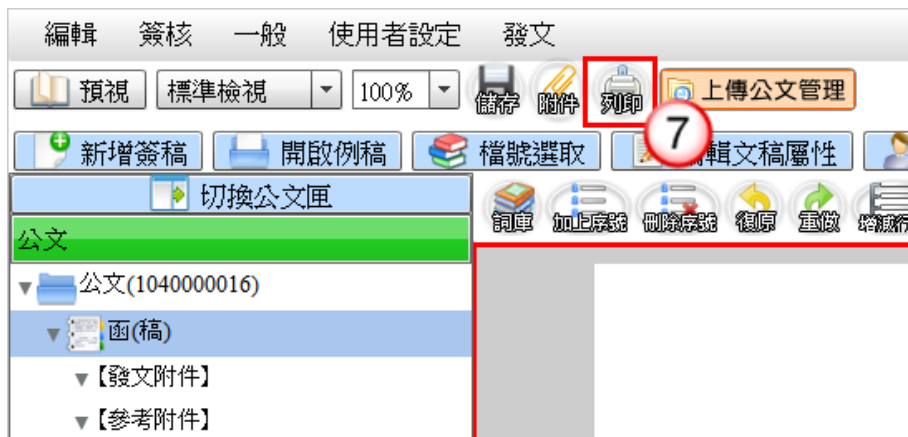 編輯 簽核 一般 使用者設定 發文
預視 標準檢視 100% 儲存 附件 列印 上傳公文管理
7
新增簽稿 開啟例稿 檔號選取 輯文稿屬性
切換公文匣 詞庫 加上序號 刪除序號 復原 重做 增減行
公文
公文(1040000016)
函(稿)
【發文附件】
【參考附件】